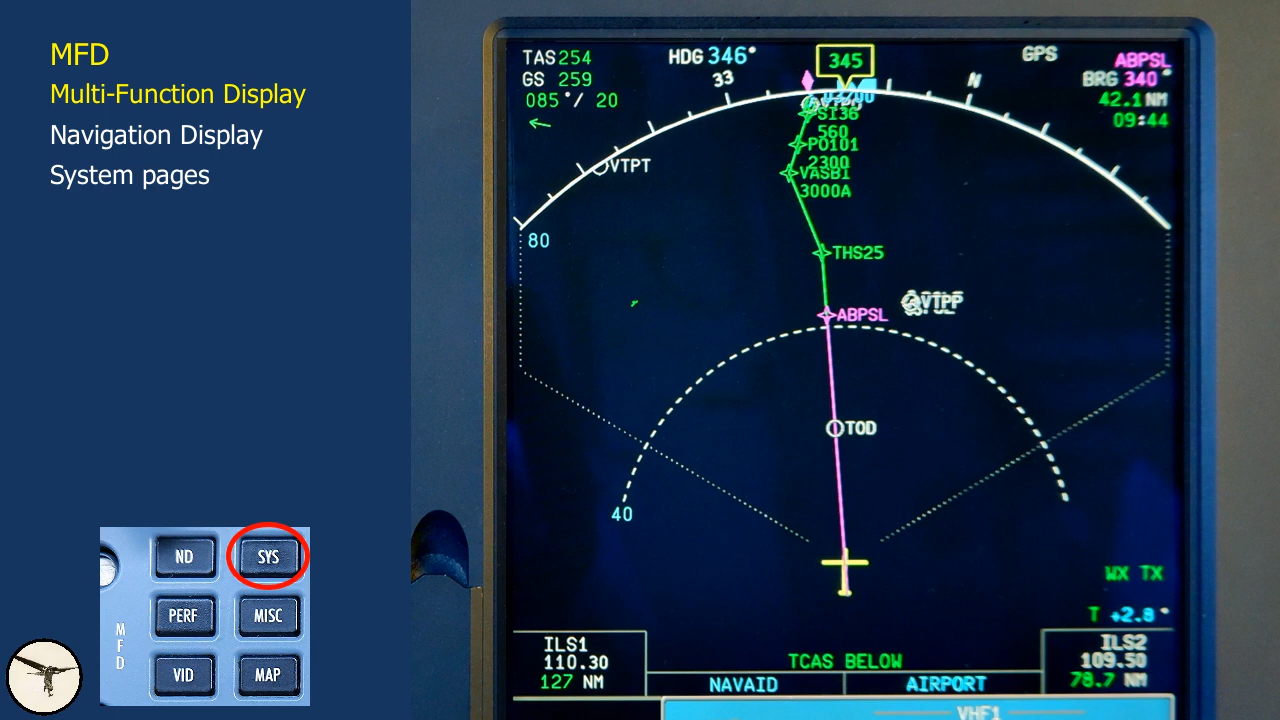 MFD
Multi-Function Display
Navigation Display
System pages
ND
SYS
PERF
MISC
VID
MAP
MFD
TAS 254
GS 259
085°/ 20
HDG 346°
345
33
N
GPS
ABPSL
BRG 340°
42.1 NM
09:44
SI36
560
PO101
2300
VASBI
3000A
VTPT
80
THS25
VTPP
ABPSL
TOD
40
WX TX
T +2.8°
ILS1
110.30
127 NM
TCAS BELOW
NAVAID
AIRPORT
ILS2
109.50
78.7 NM
VHF1